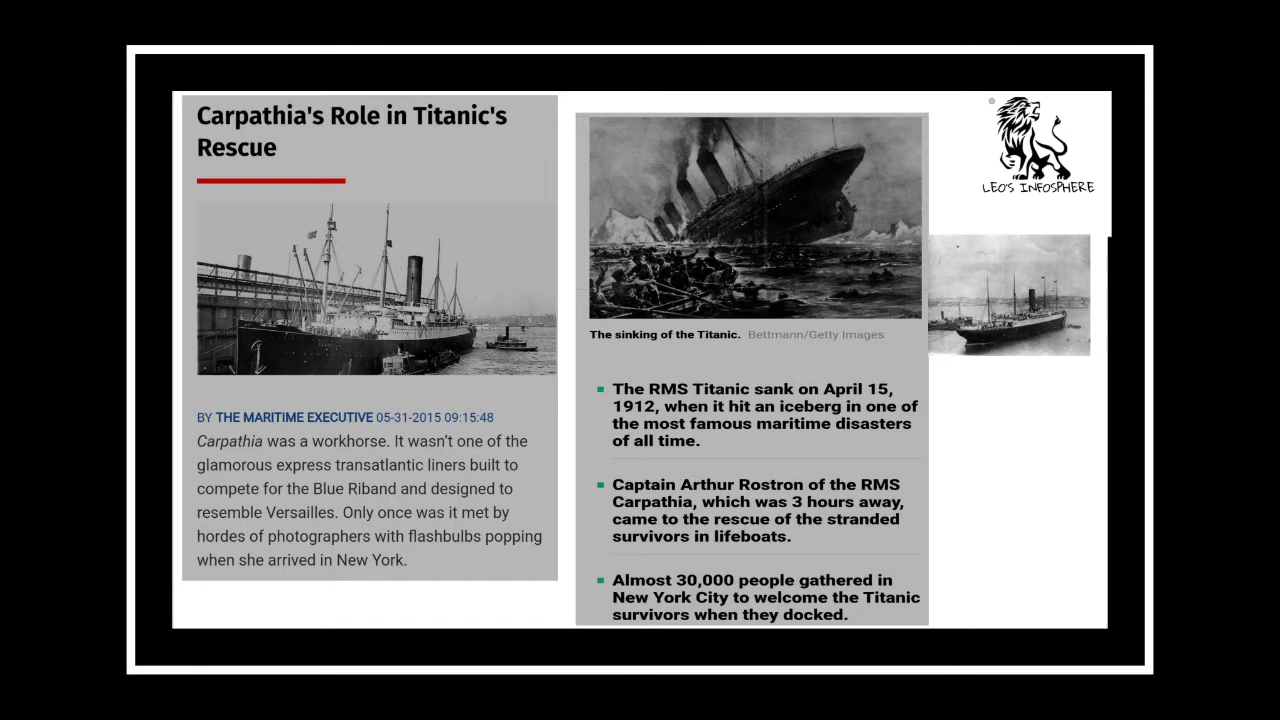 Carpathia's Role in Titanic's
Rescue
BY THE MARITIME EXECUTIVE 05-31-2015 09:15:48
Carpathia was a workhorse. It wasn’t one of the
glamorous express transatlantic liners built to
compete for the Blue Riband and designed to
resemble Versailles. Only once was it met by
hordes of photographers with flashbulbs popping
when she arrived in New York.
The sinking of the Titanic. Bettmann/Getty Images
The RMS Titanic sank on April 15,
1912, when it hit an iceberg in one of
the most famous maritime disasters
of all time.
Captain Arthur Rostron of the RMS
Carpathia, which was 3 hours away,
came to the rescue of the stranded
survivors in lifeboats.
Almost 30,000 people gathered in
New York City to welcome the Titanic
survivors when they docked.
LEO'S INFOSPHERE